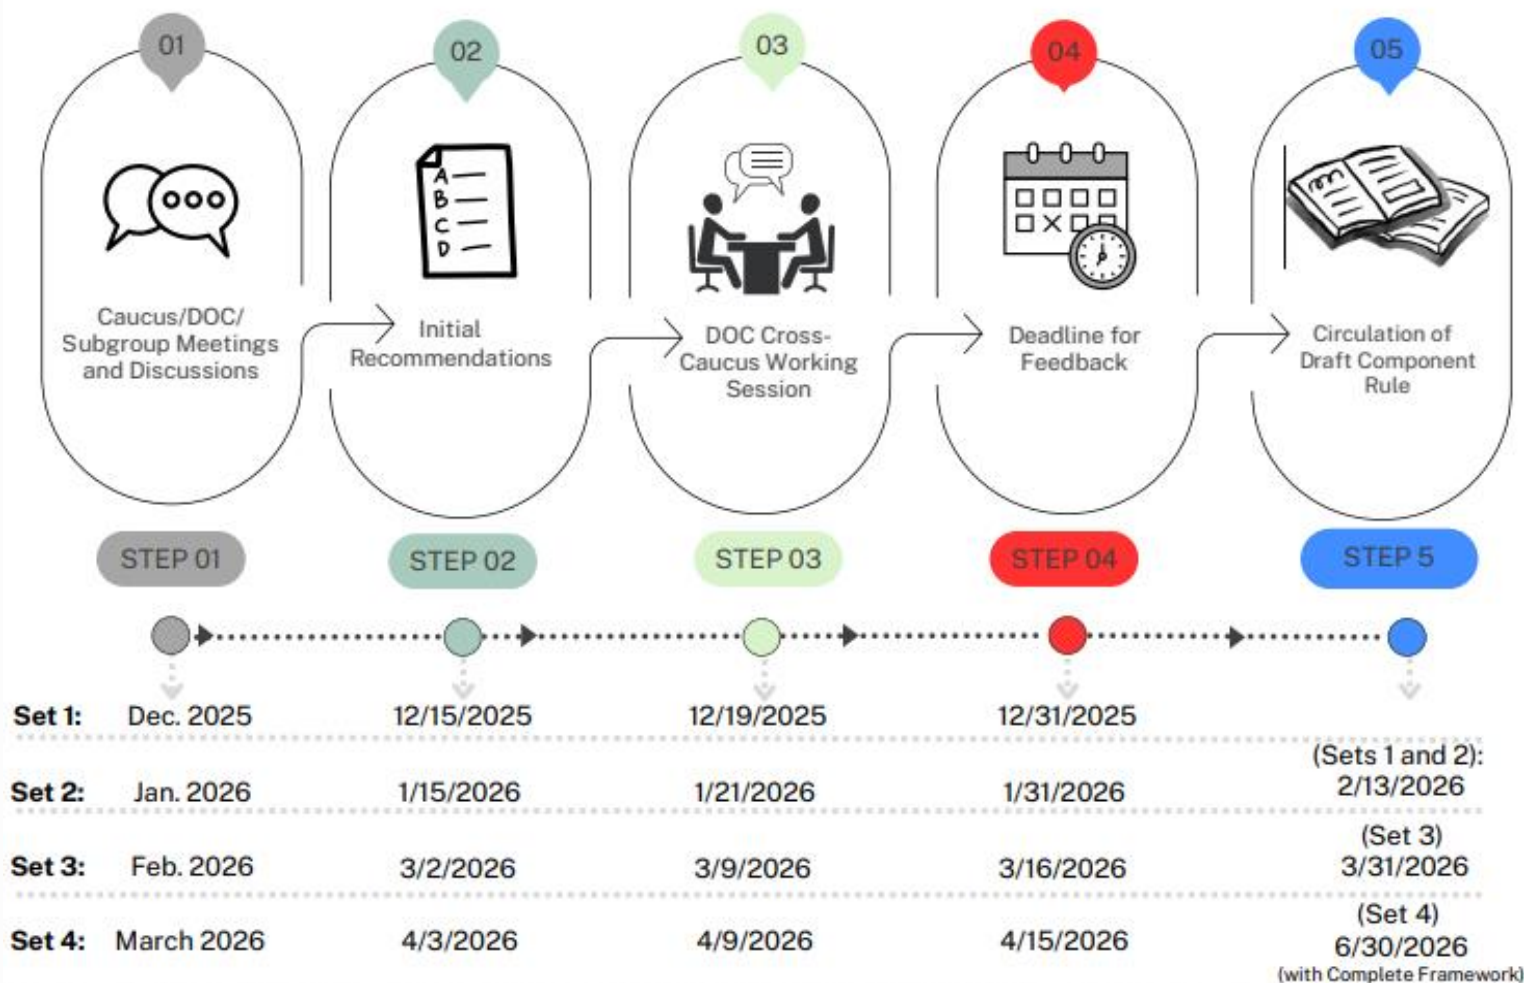 01
02
03
04
05
A
B
C
D
Caucus/DOC/
Subgroup Meetings
and Discussions
Initial
Recommendations
DOC Cross-
Caucus Working
Session
Deadline for
Feedback
Circulation of
Draft Component
Rule
STEP 01
STEP 02
STEP 03
STEP 04
STEP 5
Set 1: Dec. 2025 12/15/2025 12/19/2025 12/31/2025
(Sets 1 and 2):
Set 2: Jan. 2026 1/15/2026 1/21/2026 1/31/2026 2/13/2026
(Set 3)
Set 3: Feb. 2026 3/2/2026 3/9/2026 3/16/2026 3/31/2026
(Set 4)
Set 4: March 2026 4/3/2026 4/9/2026 4/15/2026 6/30/2026
(with Complete Framework)